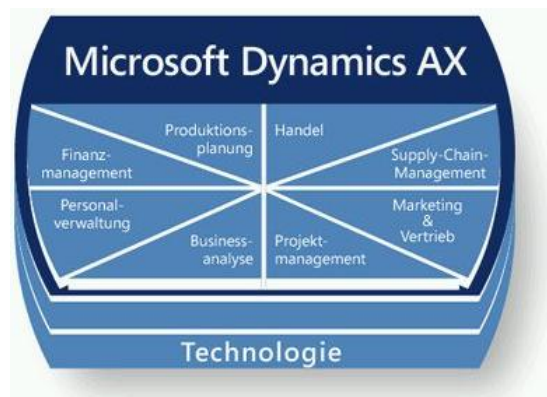 Microsoft Dynamics AX
Produktions-
planung
Handel
Finanz-
management
Supply-Chain-
Management
Personal-
verwaltung
Marketing
&
Vertrieb
Business-
analyse
Projekt-
management
Technologie